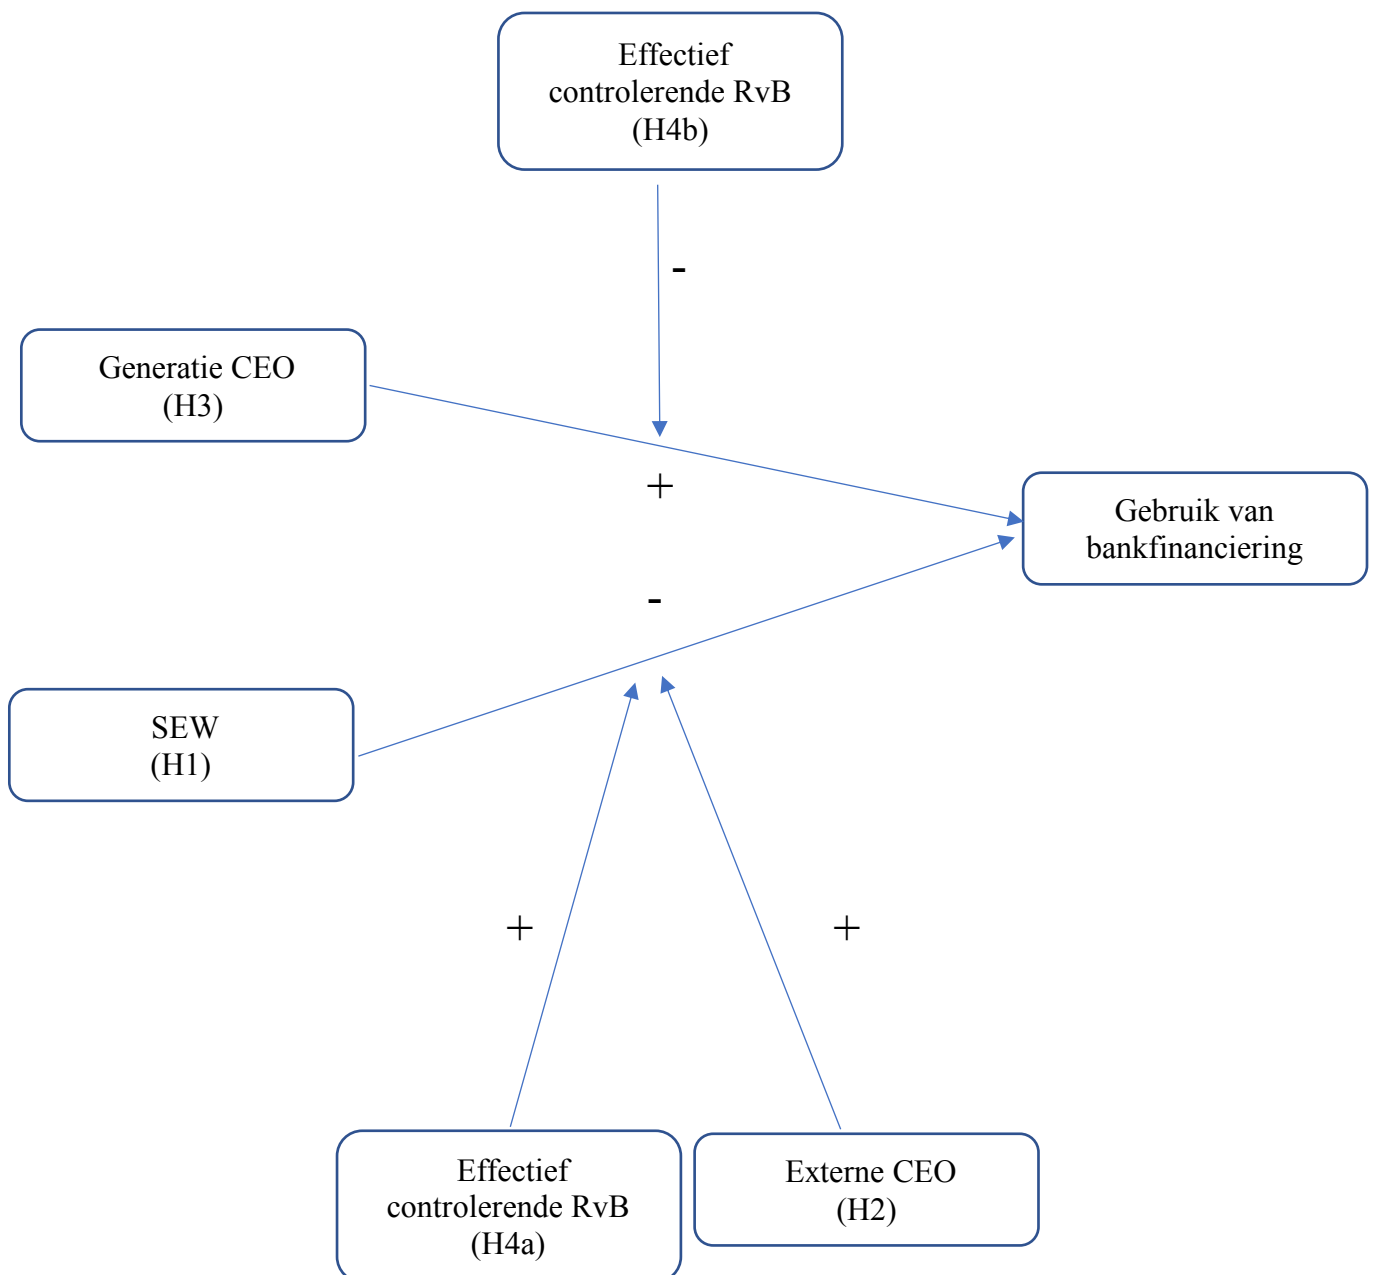 Effectief
controlerende RvB
(H4b)
-
Generatie CEO
(H3)
+
Gebruik van
bankfinanciering
-
SEW
(H1)
+
+
Effectief
controlerende RvB
(H4a)
Externe CEO
(H2)